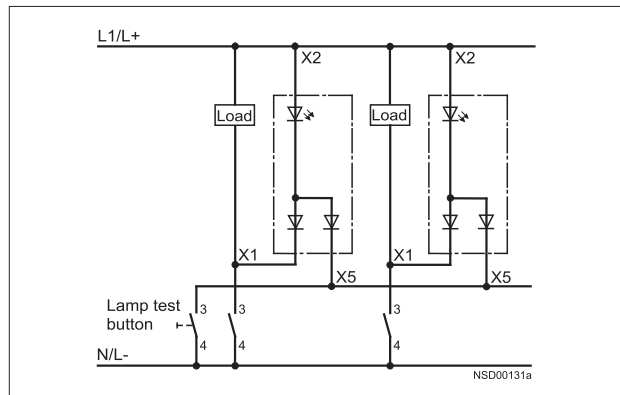 L1/L+
X2
X2
Load
Load
X1
X1
X5
X5
Lamp test
button
3
3
3
4
4
4
N/L-
NSD00131a